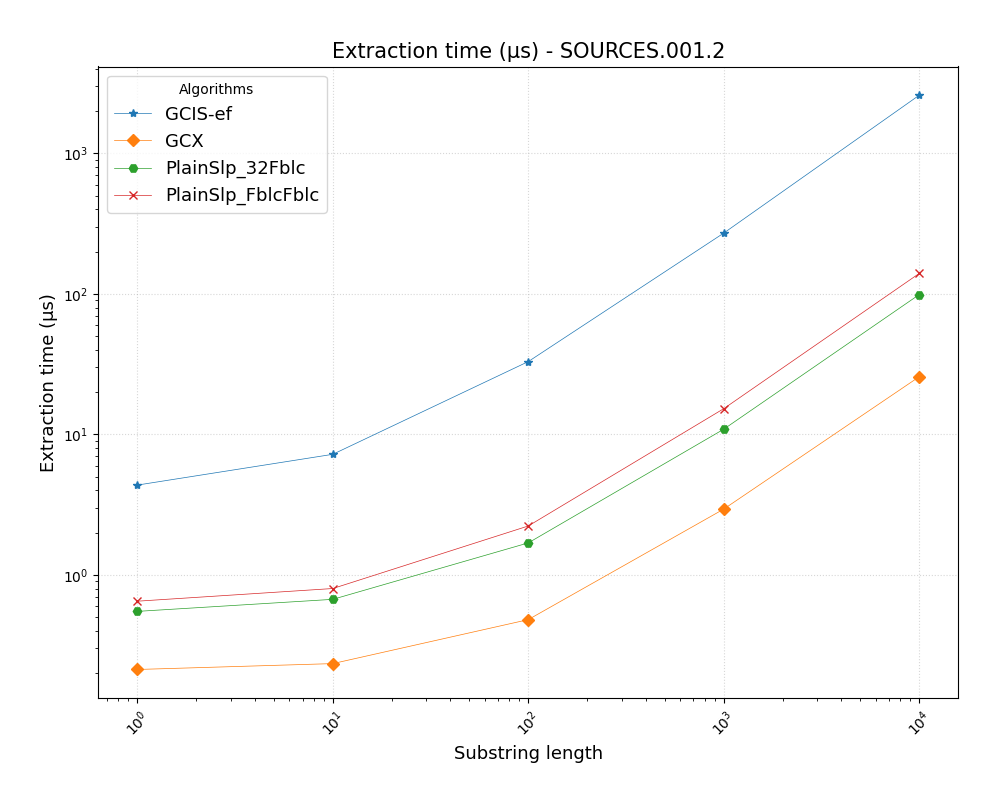 Extraction time (μs) - SOURCES.001.2
Algorithms
GCIS-ef
GCX
PlainSlp_32Fblc
PlainSlp_FblcFblc
Extraction time (μs)
10³
10²
10¹
10⁰
10⁰
10¹
10²
10³
10⁴
Substring length